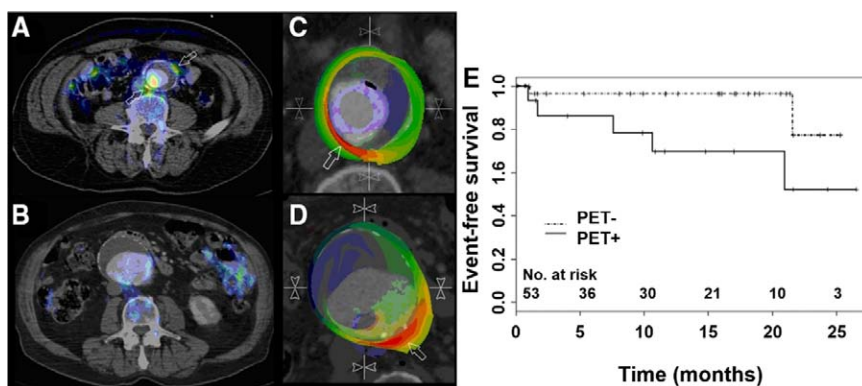 A
B
C
D
E
Event-free survival
1.0
0.8
1.0
0.4
0.2
0.0
PET-
PET+
No. at risk
53 36 30 21 10 3
0 5 10 15 20 25
Time (months)